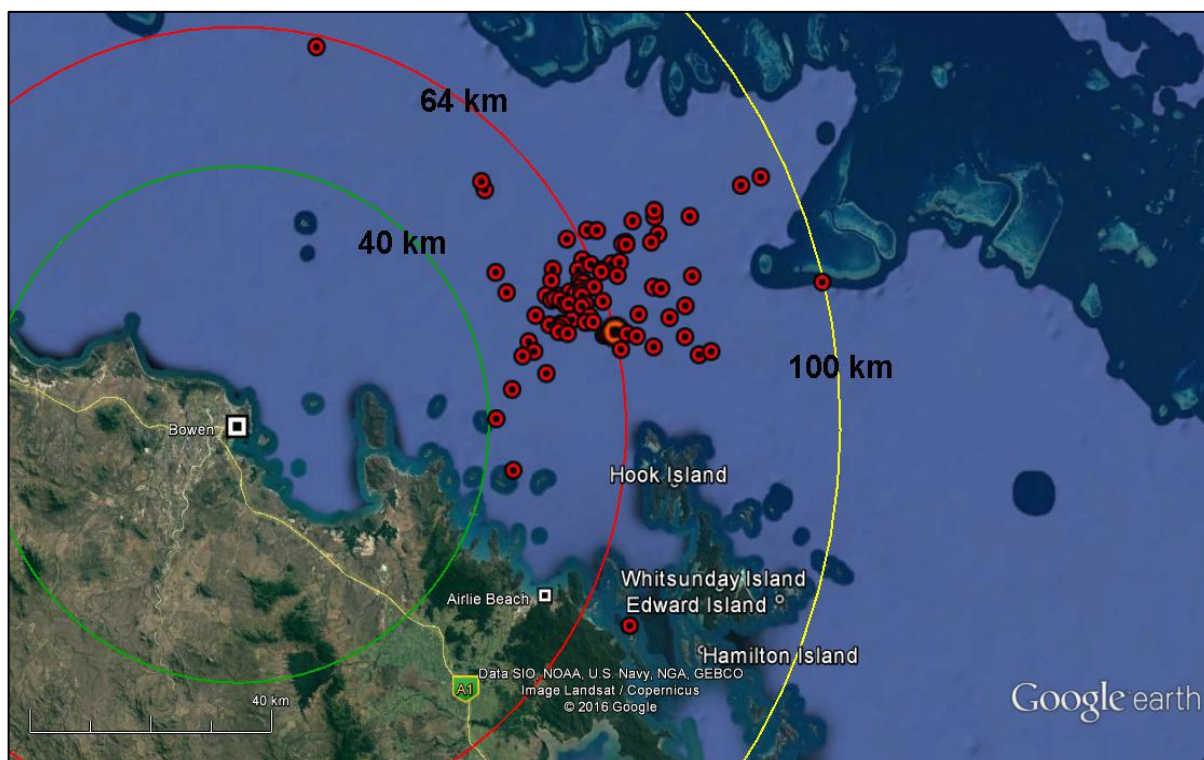 64 km
40 km
100 km
Bowen
Hook Island
Whitsunday Island
Airlie Beach
Edward Island
Hamilton Island
Data SIO, NOAA, U.S. Navy, NGA, GEBCO
Image Landsat / Copernicus
© 2016 Google
A1
40 km
Google earth